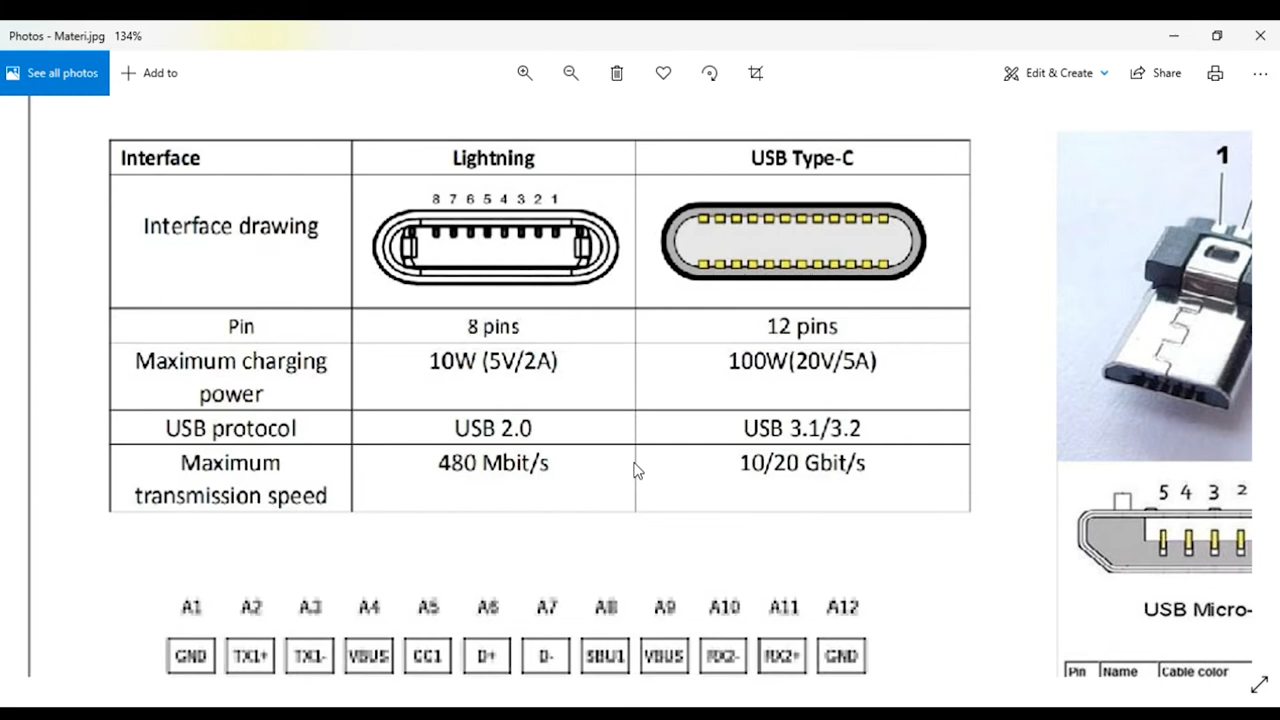 Photos - Materi.jpg 134%
See all photos
Add to
Edit & Create
Share
Interface Lightning USB Type-C
Interface drawing
8 7 6 5 4 3 2 1
Pin 8 pins 12 pins
Maximum charging power 10W (5V/2A) 100W(20V/5A)
USB protocol USB 2.0 USB 3.1/3.2
Maximum transmission speed 480 Mbit/s 10/20 Gbit/s
A1 A2 A3 A4 A5 A6 A7 A8 A9 A10 A11 A12
GND TX1+ TX1- VBUS CC1 D+ D- SBU1 VBUS RX2- RX2+ GND
1
5 4 3 2
USB Micro-
Pin Name Cable color